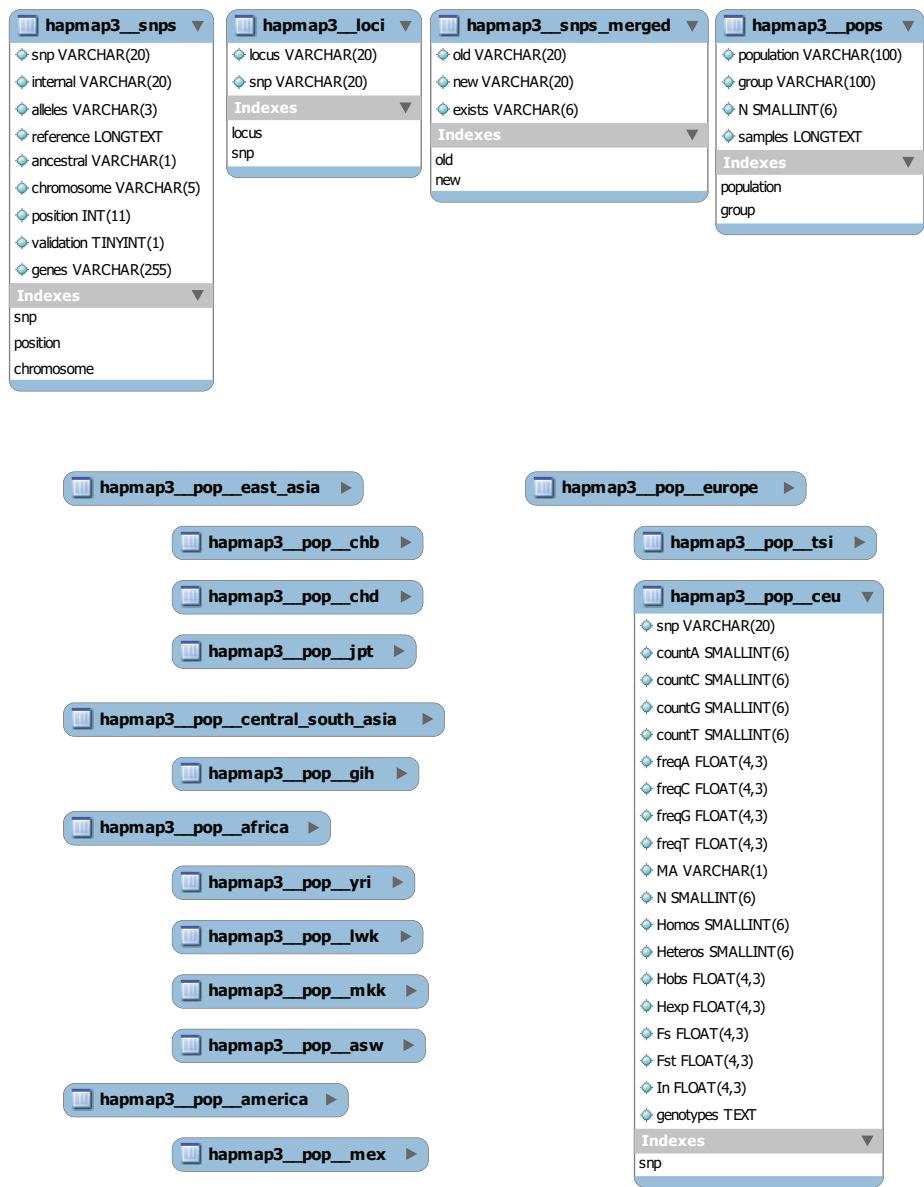 hapmap3__snps
snp VARCHAR(20)
internal VARCHAR(20)
alleles VARCHAR(3)
reference LONGTEXT
ancestral VARCHAR(1)
chromosome VARCHAR(5)
position INT(11)
validation TINYINT(1)
genes VARCHAR(255)
Indexes
snp
position
chromosome
hapmap3__loci
locus VARCHAR(20)
snp VARCHAR(20)
Indexes
locus
snp
hapmap3__snps_merged
old VARCHAR(20)
new VARCHAR(20)
exists VARCHAR(6)
Indexes
old
new
hapmap3__pops
population VARCHAR(100)
group VARCHAR(100)
N SMALLINT(6)
samples LONGTEXT
Indexes
population
group
hapmap3__pop__east_asia
hapmap3__pop__chb
hapmap3__pop__chd
hapmap3__pop__jpt
hapmap3__pop__central_south_asia
hapmap3__pop__gih
hapmap3__pop__africa
hapmap3__pop__yri
hapmap3__pop__lwk
hapmap3__pop__mkk
hapmap3__pop__asw
hapmap3__pop__america
hapmap3__pop__mex
hapmap3__pop__europe
hapmap3__pop__tsi
hapmap3__pop__ceu
snp VARCHAR(20)
countA SMALLINT(6)
countC SMALLINT(6)
countG SMALLINT(6)
countT SMALLINT(6)
freqA FLOAT(4,3)
freqC FLOAT(4,3)
freqG FLOAT(4,3)
freqT FLOAT(4,3)
MA VARCHAR(1)
N SMALLINT(6)
Homos SMALLINT(6)
Heteros SMALLINT(6)
Hobs FLOAT(4,3)
Hexp FLOAT(4,3)
Fs FLOAT(4,3)
Fst FLOAT(4,3)
In FLOAT(4,3)
genotypes TEXT
Indexes
snp